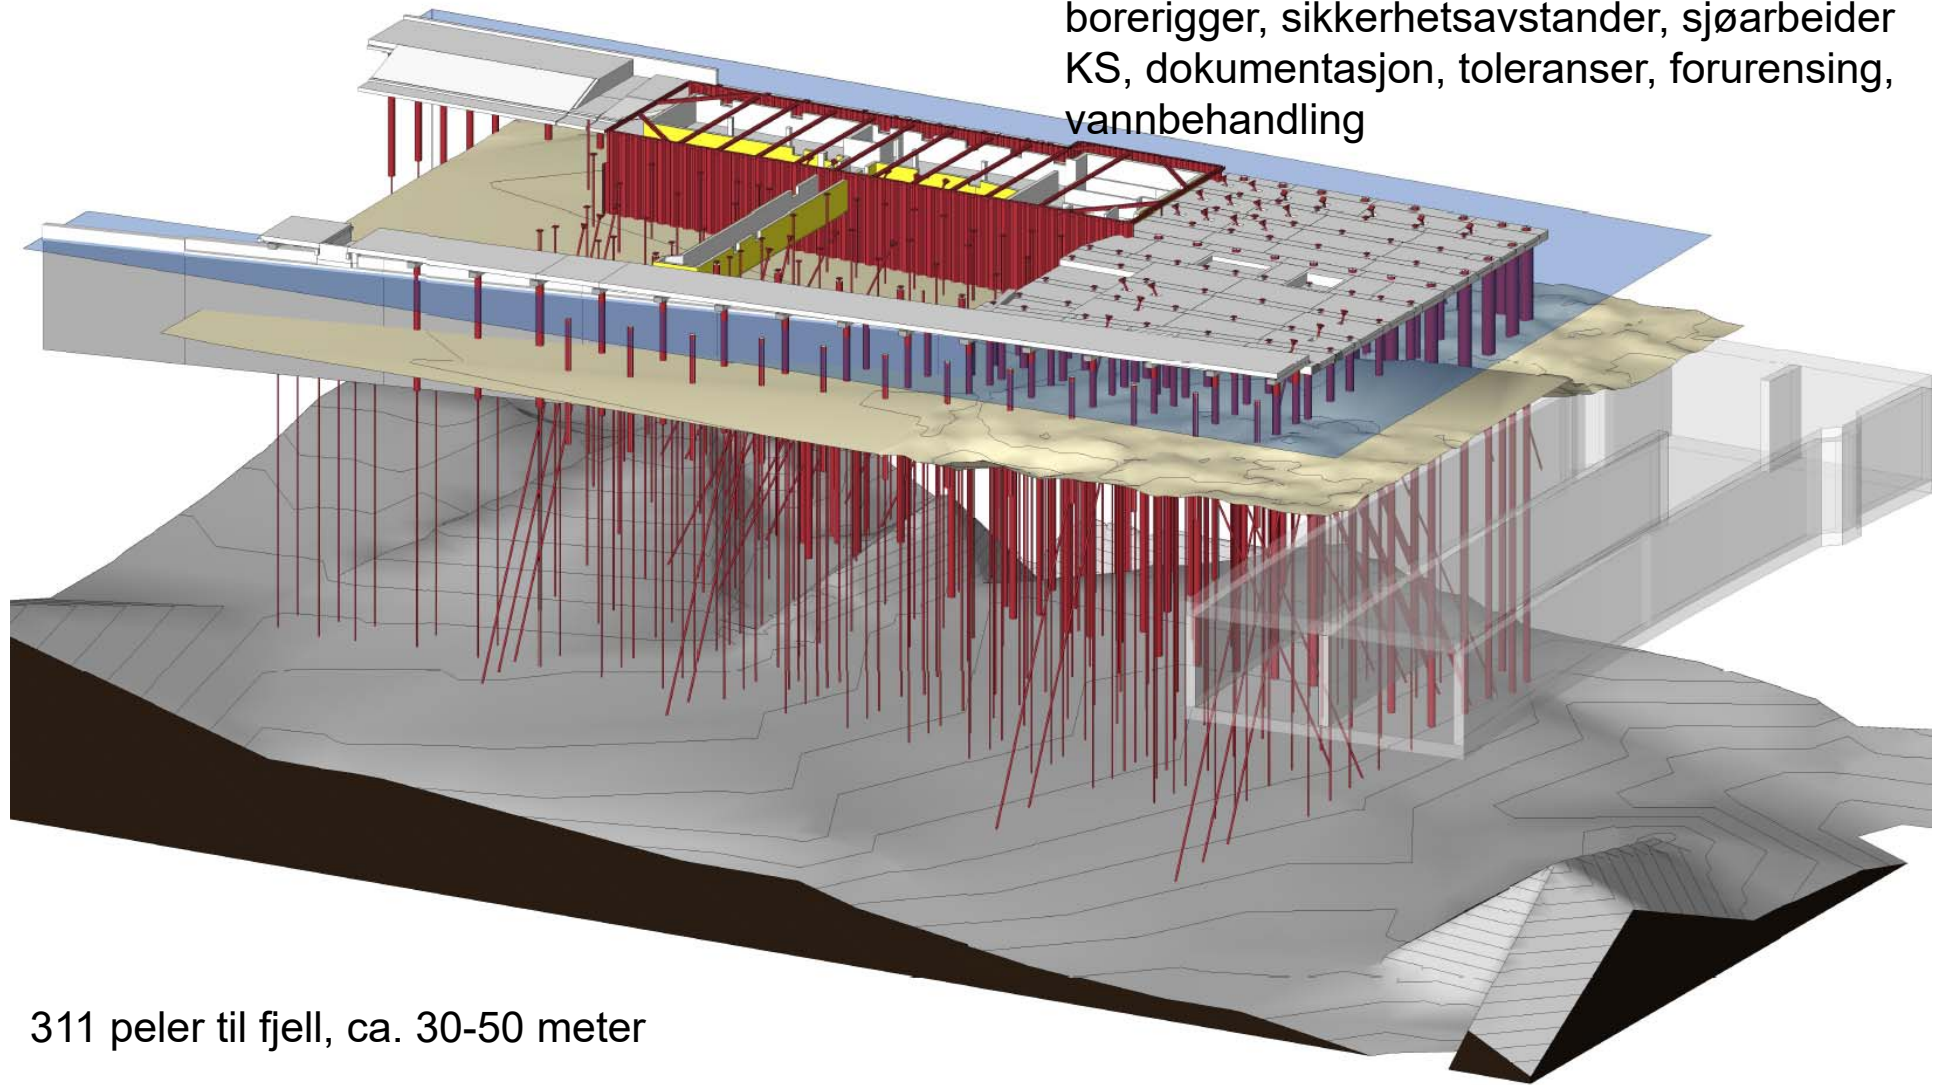 borerigger, sikkerhetsavstander, sjøarbeider
KS, dokumentasjon, toleranser, forurensing,
vannbehandling
311 peler til fjell, ca. 30-50 meter